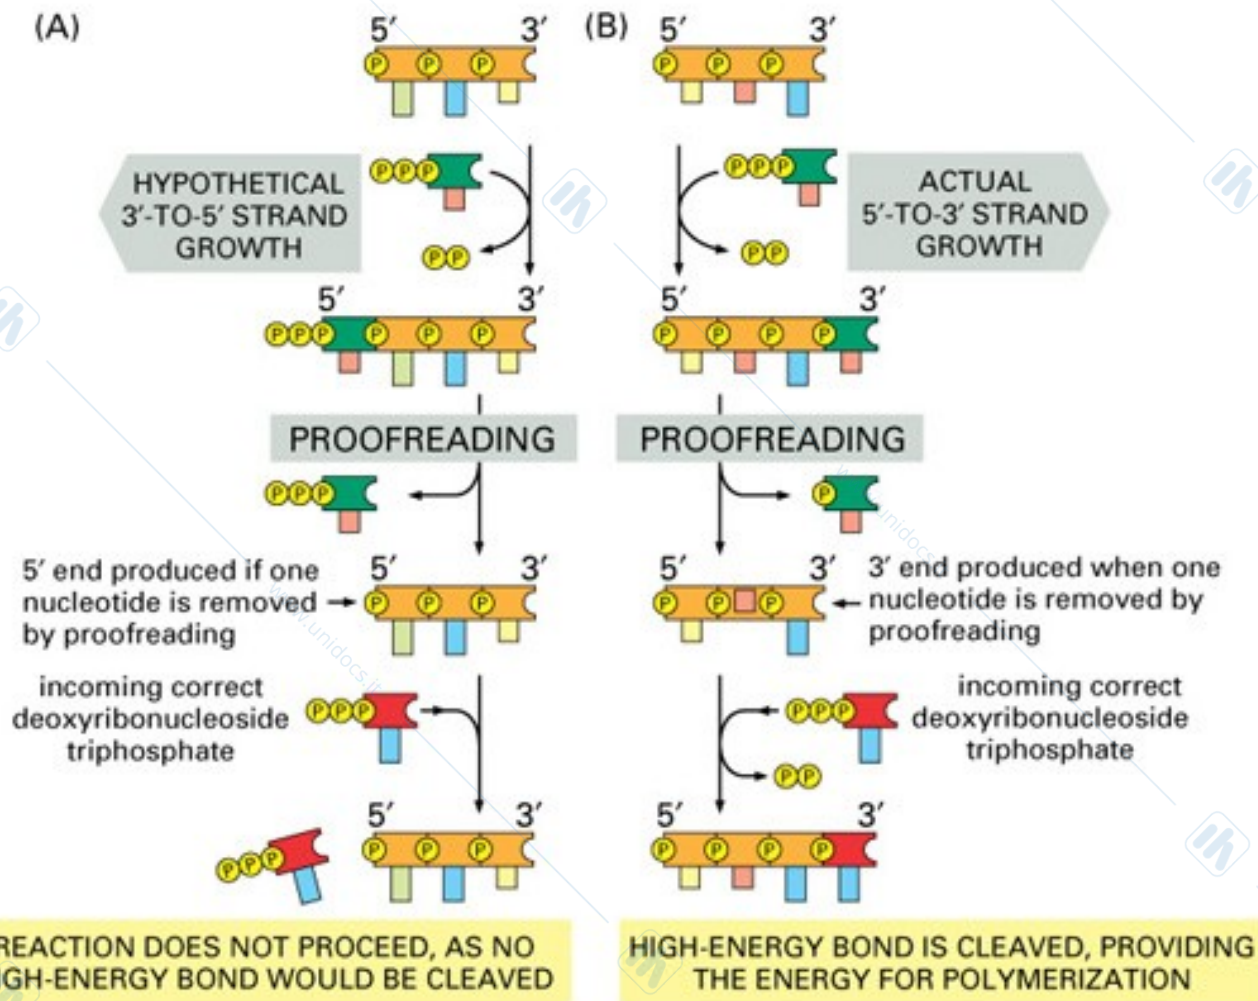 (A)
5′ 3′
P P P
HYPOTHETICAL
3′-TO-5′ STRAND
GROWTH
P P P
P P
5′ 3′
P P P P P P
PROOFREADING
P P P
5′ end produced if one
nucleotide is removed
by proofreading
5′ 3′
P P P
incoming correct
deoxyribonucleoside
triphosphate
P P P
5′ 3′
P P P
P P P
REACTION DOES NOT PROCEED, AS NO
IGH-ENERGY BOND WOULD BE CLEAVED
(B)
5′ 3′
P P P
P P P
ACTUAL
5′-TO-3′ STRAND
GROWTH
P P
5′ 3′
P P P P
PROOFREADING
P
5′ 3′
P P P
3′ end produced when one
nucleotide is removed by
proofreading
P P P
incoming correct
deoxyribonucleoside
triphosphate
P P
5′ 3′
P P P P
HIGH-ENERGY BOND IS CLEAVED, PROVIDING
THE ENERGY FOR POLYMERIZATION
www.unidocs.it